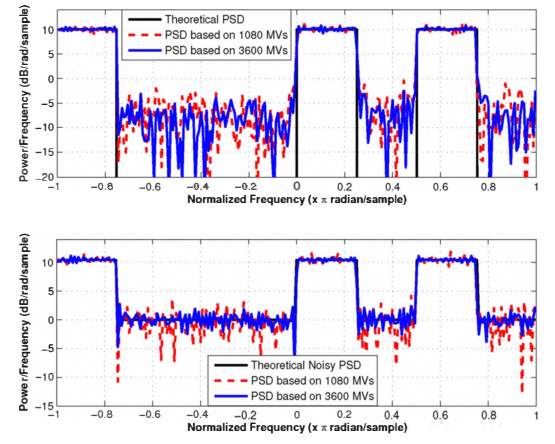 Theoretical PSD
PSD based on 1080 MVs
PSD based on 3600 MVs
Power/Frequency (dB/rad/sample)
10
5
0
−5
−10
−15
−20
−1 −0.8 −0.6 −0.4 −0.2 0 0.2 0.4 0.6 0.8 1
Normalized Frequency (x π radian/sample)
Power/Frequency (dB/rad/sample)
10
5
0
−5
−10
−15
Theoretical Noisy PSD
PSD based on 1080 MVs
PSD based on 3600 MVs
−1 −0.8 −0.6 −0.4 −0.2 0 0.2 0.4 0.6 0.8 1
Normalized Frequency (x π radian/sample)